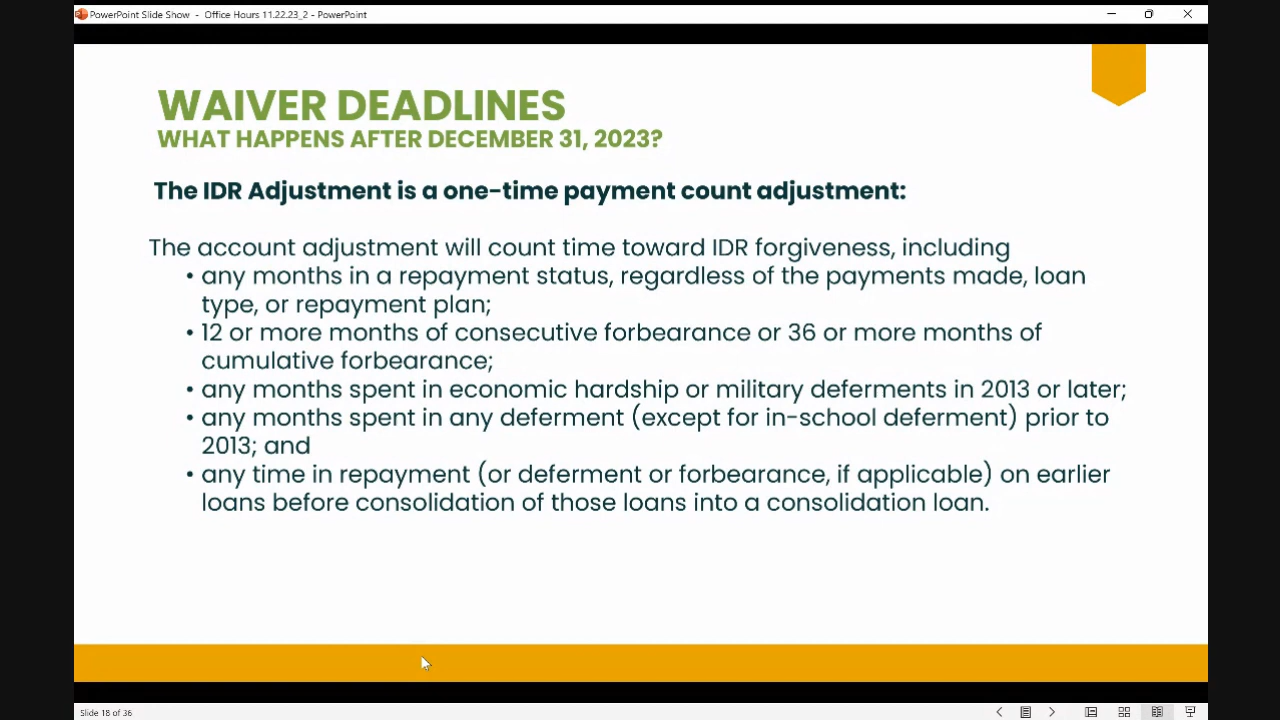 PowerPoint Slide Show - Office Hours 11.22.23_2 - PowerPoint
WAIVER DEADLINES
WHAT HAPPENS AFTER DECEMBER 31, 2023?
The IDR Adjustment is a one-time payment count adjustment:
The account adjustment will count time toward IDR forgiveness, including
• any months in a repayment status, regardless of the payments made, loan
type, or repayment plan;
• 12 or more months of consecutive forbearance or 36 or more months of
cumulative forbearance;
• any months spent in economic hardship or military deferments in 2013 or later;
• any months spent in any deferment (except for in-school deferment) prior to
2013; and
• any time in repayment (or deferment or forbearance, if applicable) on earlier
loans before consolidation of those loans into a consolidation loan.
Slide 18 of 36